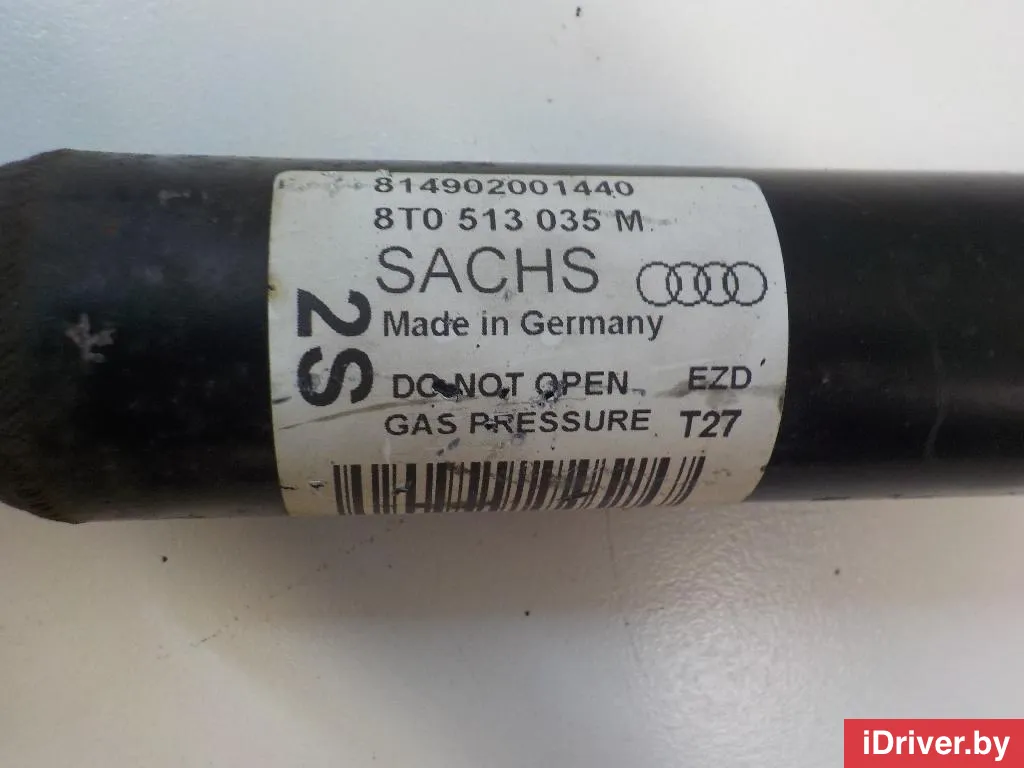 814902001440
8T0 513 035 M
SACHS
2S
Made in Germany
DO NOT OPEN EZD
GAS PRESSURE T27
iDriver.by